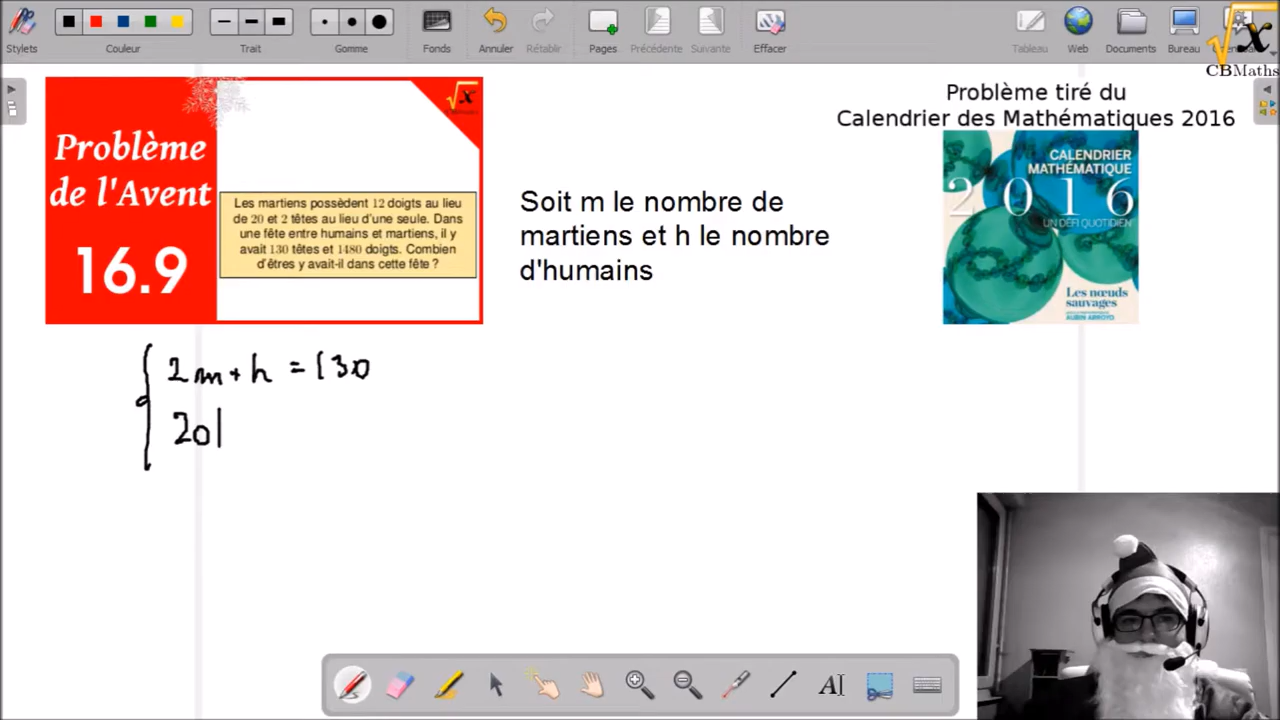 Stylets
Couleur
Trait
Gomme
Fonds
Annuler
Rétablir
Pages
Précédente
Suivante
Effacer
Tableau
Web
Documents
Bureau
CBMaths
Problème
de l'Avent
16.9
Les martiens possèdent 12 doigts au lieu
de 20 et 2 têtes au lieu d'une seule. Dans
une fête entre humains et martiens, il y
avait 130 têtes et 1480 doigts. Combien
d'êtres y avait-il dans cette fête ?
Soit m le nombre de
martiens et h le nombre
d'humains
Problème tiré du
Calendrier des Mathématiques 2016
CALENDRIER
MATHÉMATIQUE
2016
UN DÉFI QUOTIDIEN
Les nœuds
sauvages
AUBIN ARROYO
2m+h = 130
20